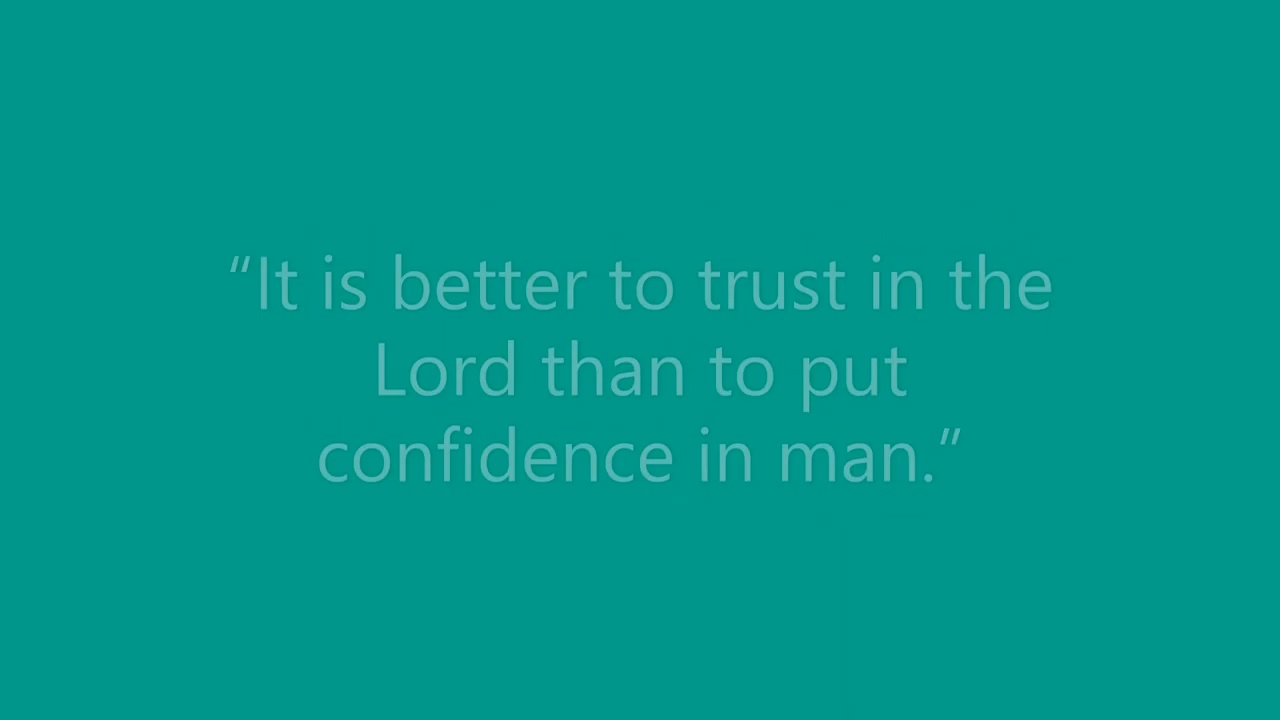 “It is better to trust in the
Lord than to put
confidence in man.”